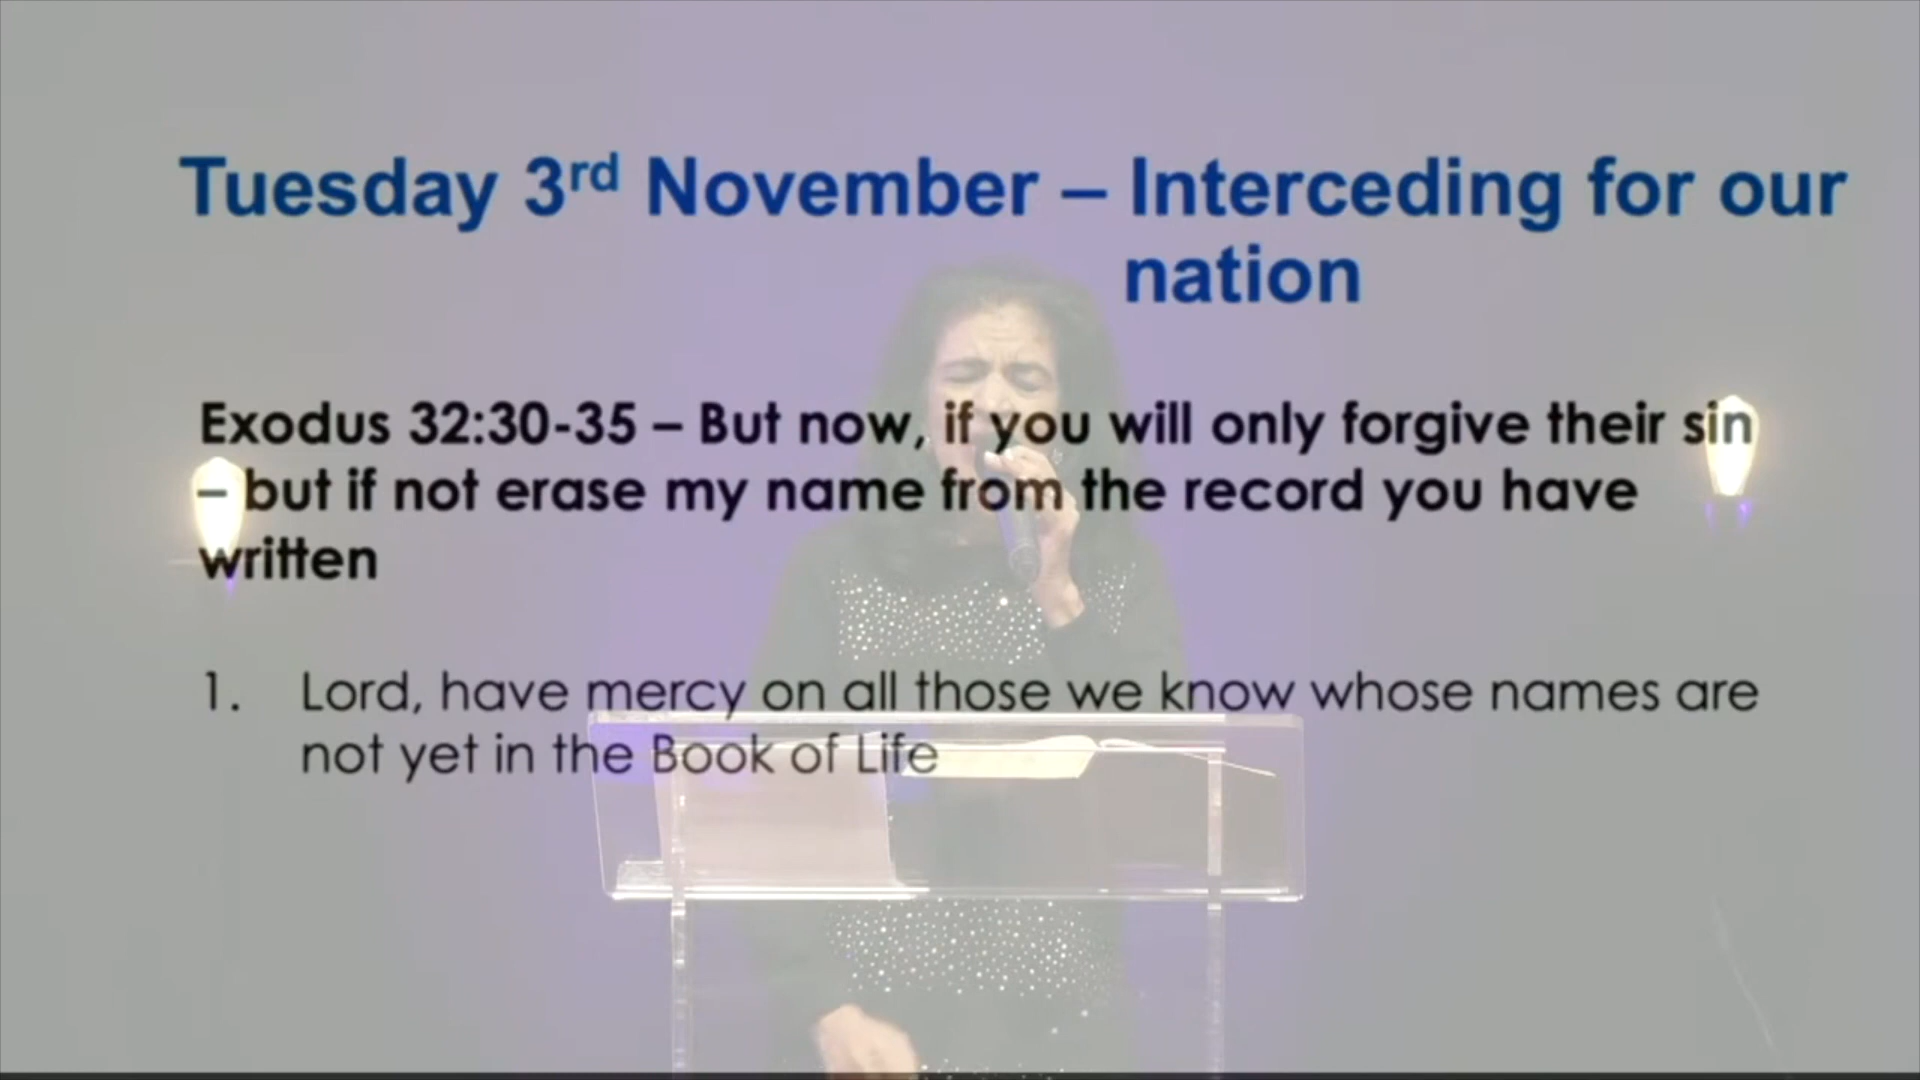 Tuesday 3rd November – Interceding for our
nation
Exodus 32:30-35 – But now, if you will only forgive their sin
– but if not erase my name from the record you have
written
1. Lord, have mercy on all those we know whose names are
not yet in the Book of Life